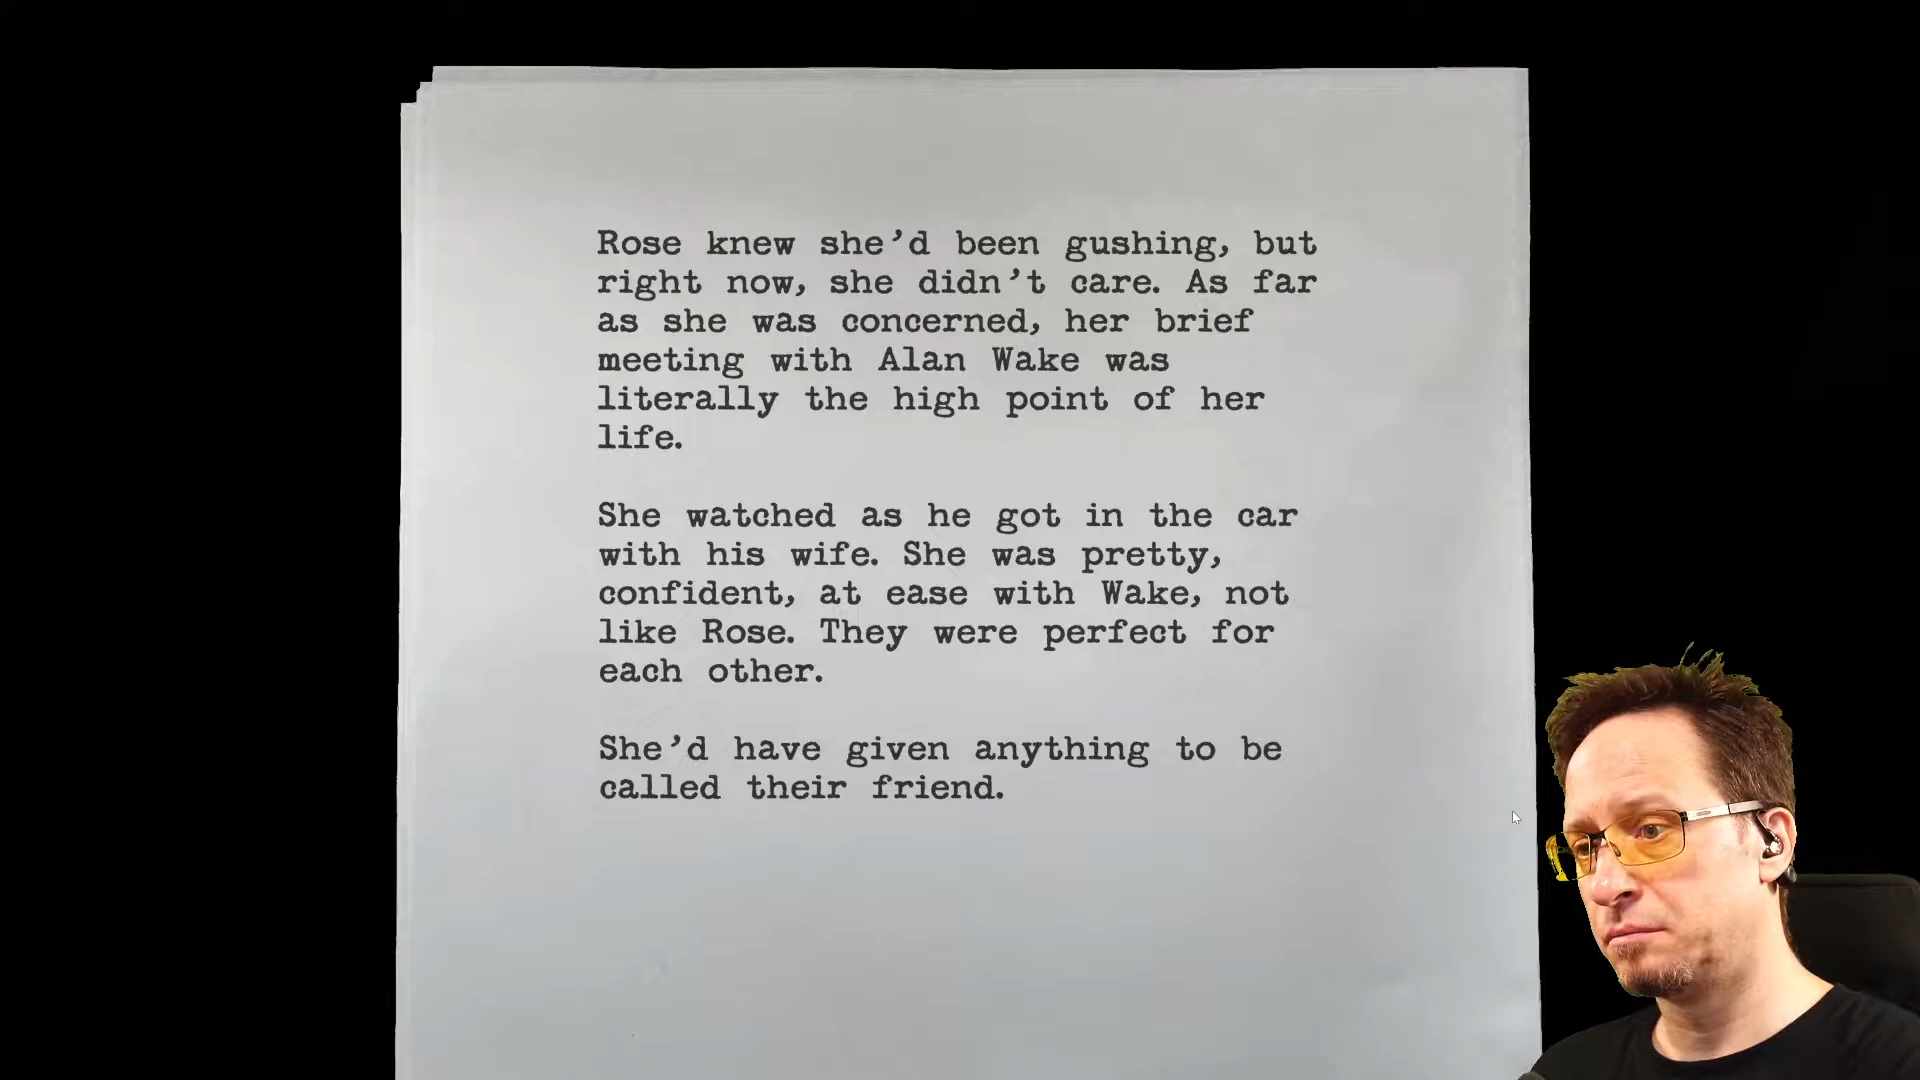 Rose knew she’d been gushing, but
right now, she didn’t care. As far
as she was concerned, her brief
meeting with Alan Wake was
literally the high point of her
life.
She watched as he got in the car
with his wife. She was pretty,
confident, at ease with Wake, not
like Rose. They were perfect for
each other.
She’d have given anything to be
called their friend.